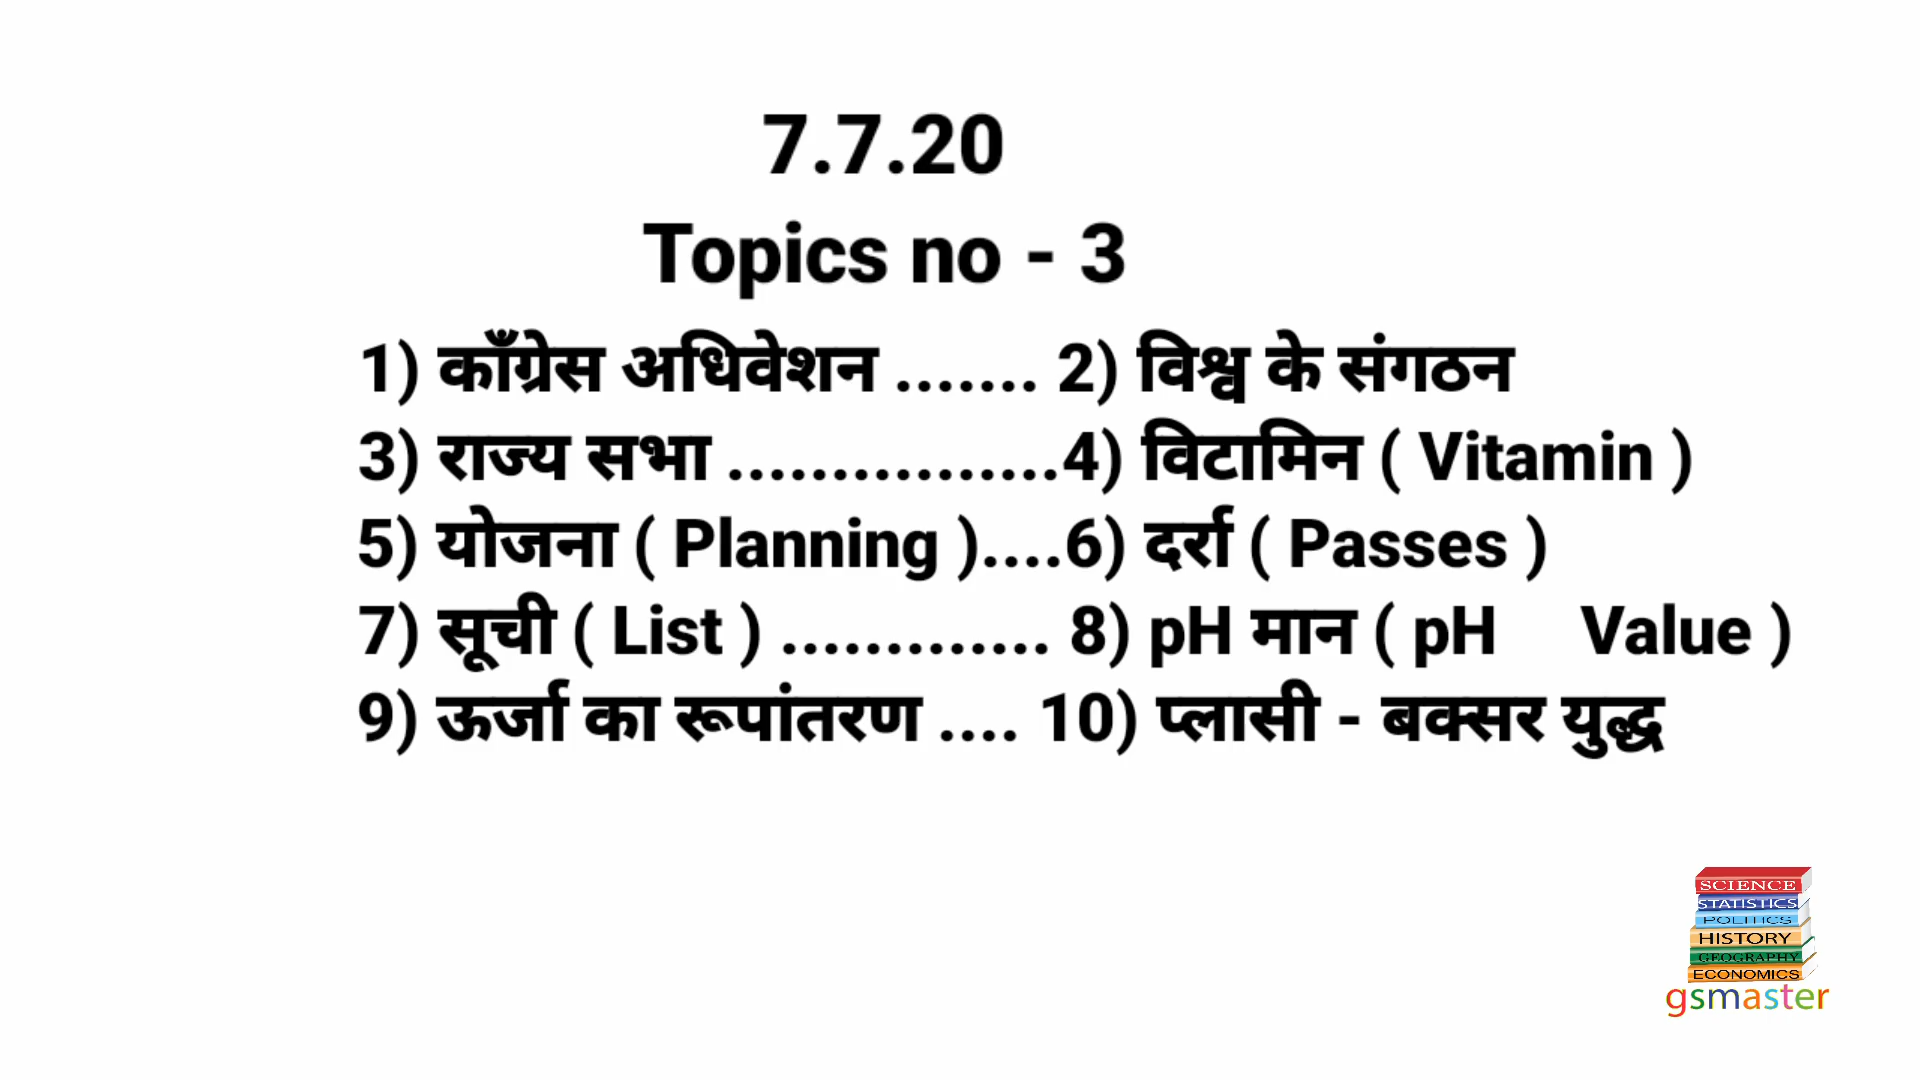 7.7.20
Topics no - 3
1) काँग्रेस अधिवेशन ....... 2) विश्व के संगठन
3) राज्य सभा ................4) विटामिन ( Vitamin )
5) योजना ( Planning )....6) दर्रा ( Passes )
7) सूची ( List ) ............. 8) pH मान ( pH Value )
9) ऊर्जा का रूपांतरण .... 10) प्लासी - बक्सर युद्ध
SCIENCE
STATISTICS
POLITICS
HISTORY
GEOGRAPHY
ECONOMICS
gsmaster